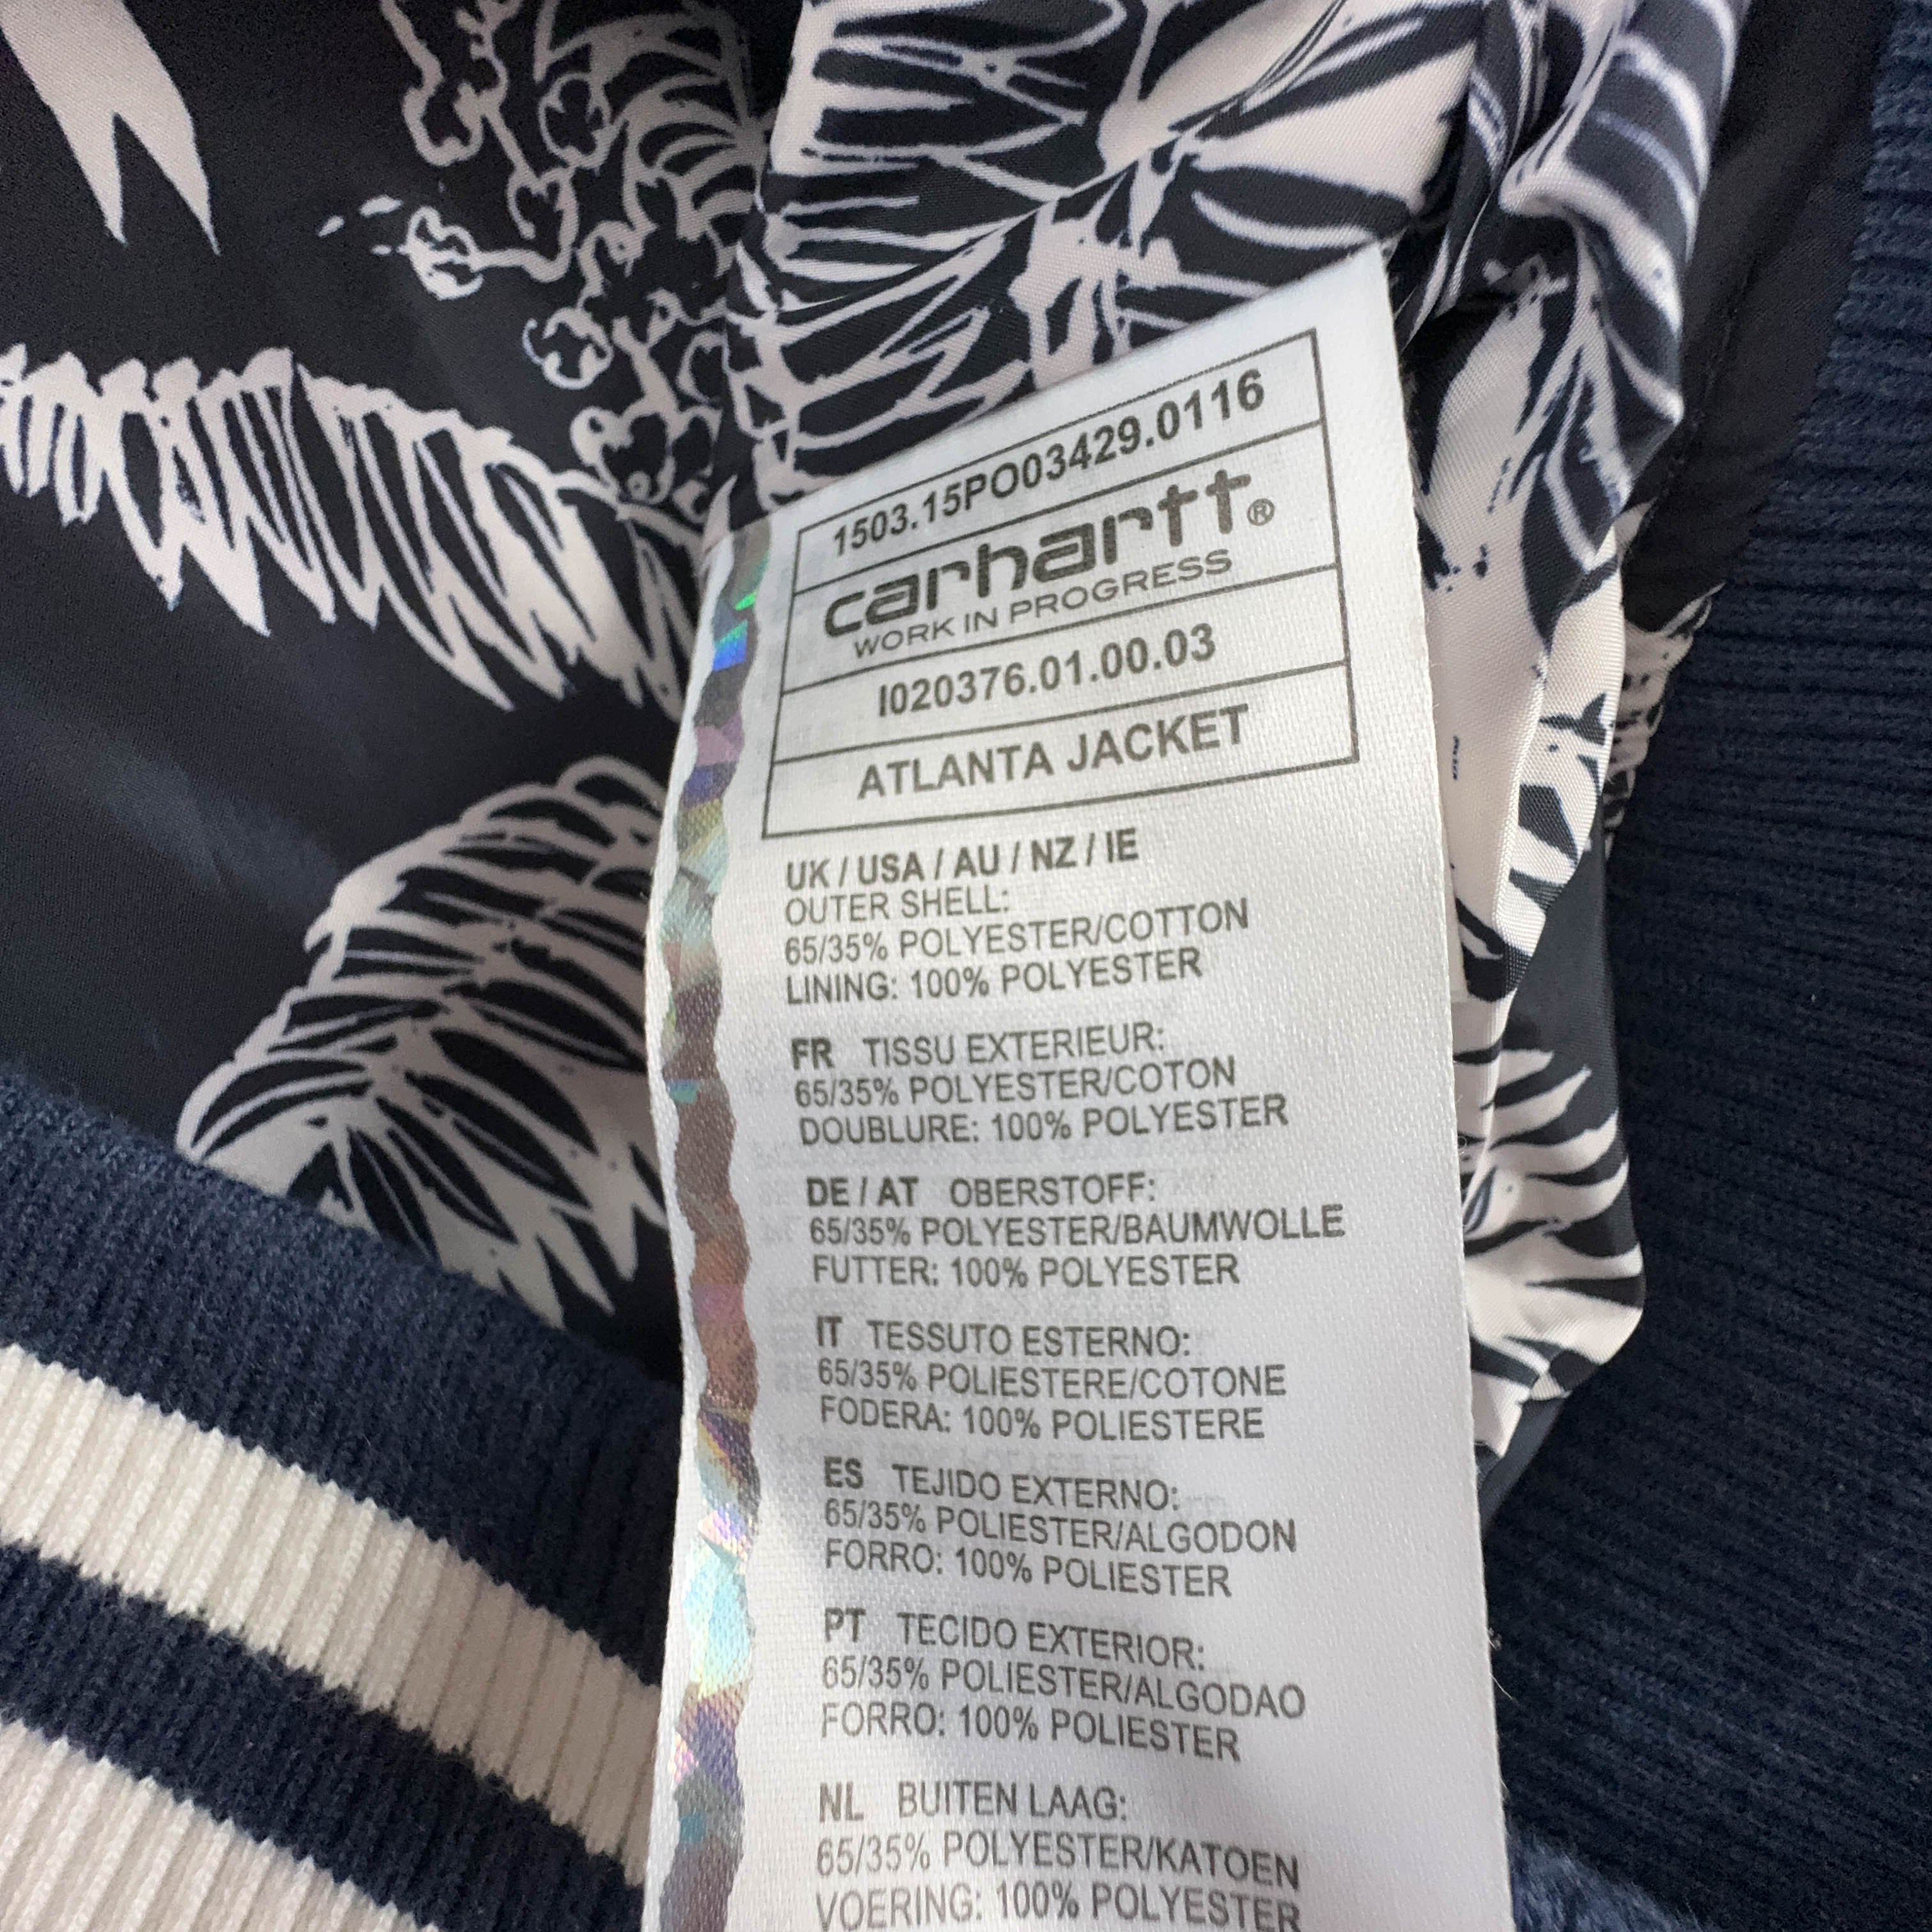 1503.15PO03429.0116
carhartt®
WORK IN PROGRESS
I020376.01.00.03
ATLANTA JACKET
UK / USA / AU / NZ / IE
OUTER SHELL:
65/35% POLYESTER/COTTON
LINING: 100% POLYESTER
FR TISSU EXTERIEUR:
65/35% POLYESTER/COTON
DOUBLURE: 100% POLYESTER
DE / AT OBERSTOFF:
65/35% POLYESTER/BAUMWOLLE
FUTTER: 100% POLYESTER
IT TESSUTO ESTERNO:
65/35% POLIESTERE/COTONE
FODERA: 100% POLIESTERE
ES TEJIDO EXTERNO:
65/35% POLIESTER/ALGODON
FORRO: 100% POLIESTER
PT TECIDO EXTERIOR:
65/35% POLIESTER/ALGODAO
FORRO: 100% POLIESTER
NL BUITEN LAAG:
65/35% POLYESTER/KATOEN
VOERING: 100% POLYESTER